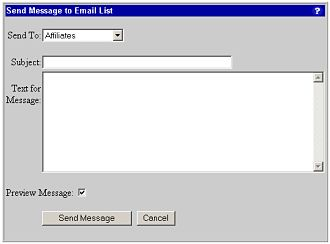 Send Message to Email List ?
Send To: Affiliates
Subject:
Text for
Message:
Preview Message:
Send Message Cancel